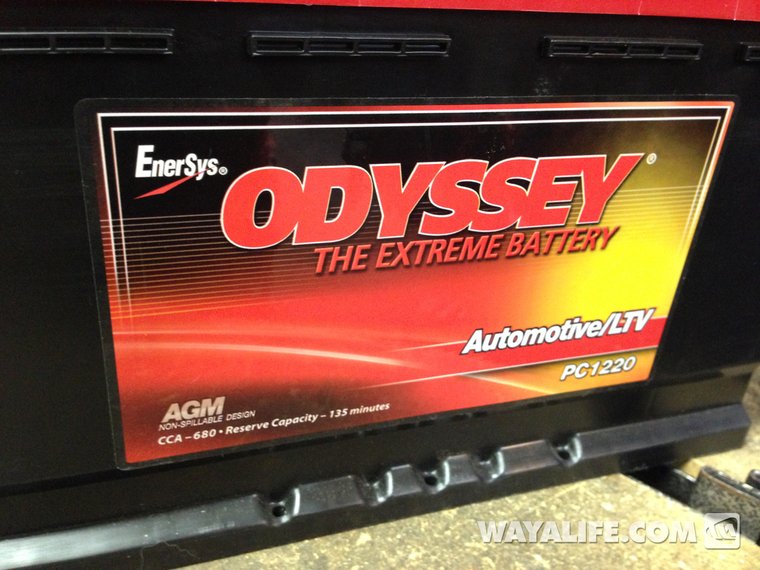 EnerSys®
ODYSSEY®
THE EXTREME BATTERY
Automotive/LTV
PC1220
AGM
NON-SPILLABLE DESIGN
CCA – 680 • Reserve Capacity – 135 minutes
WAYALIFE.COM